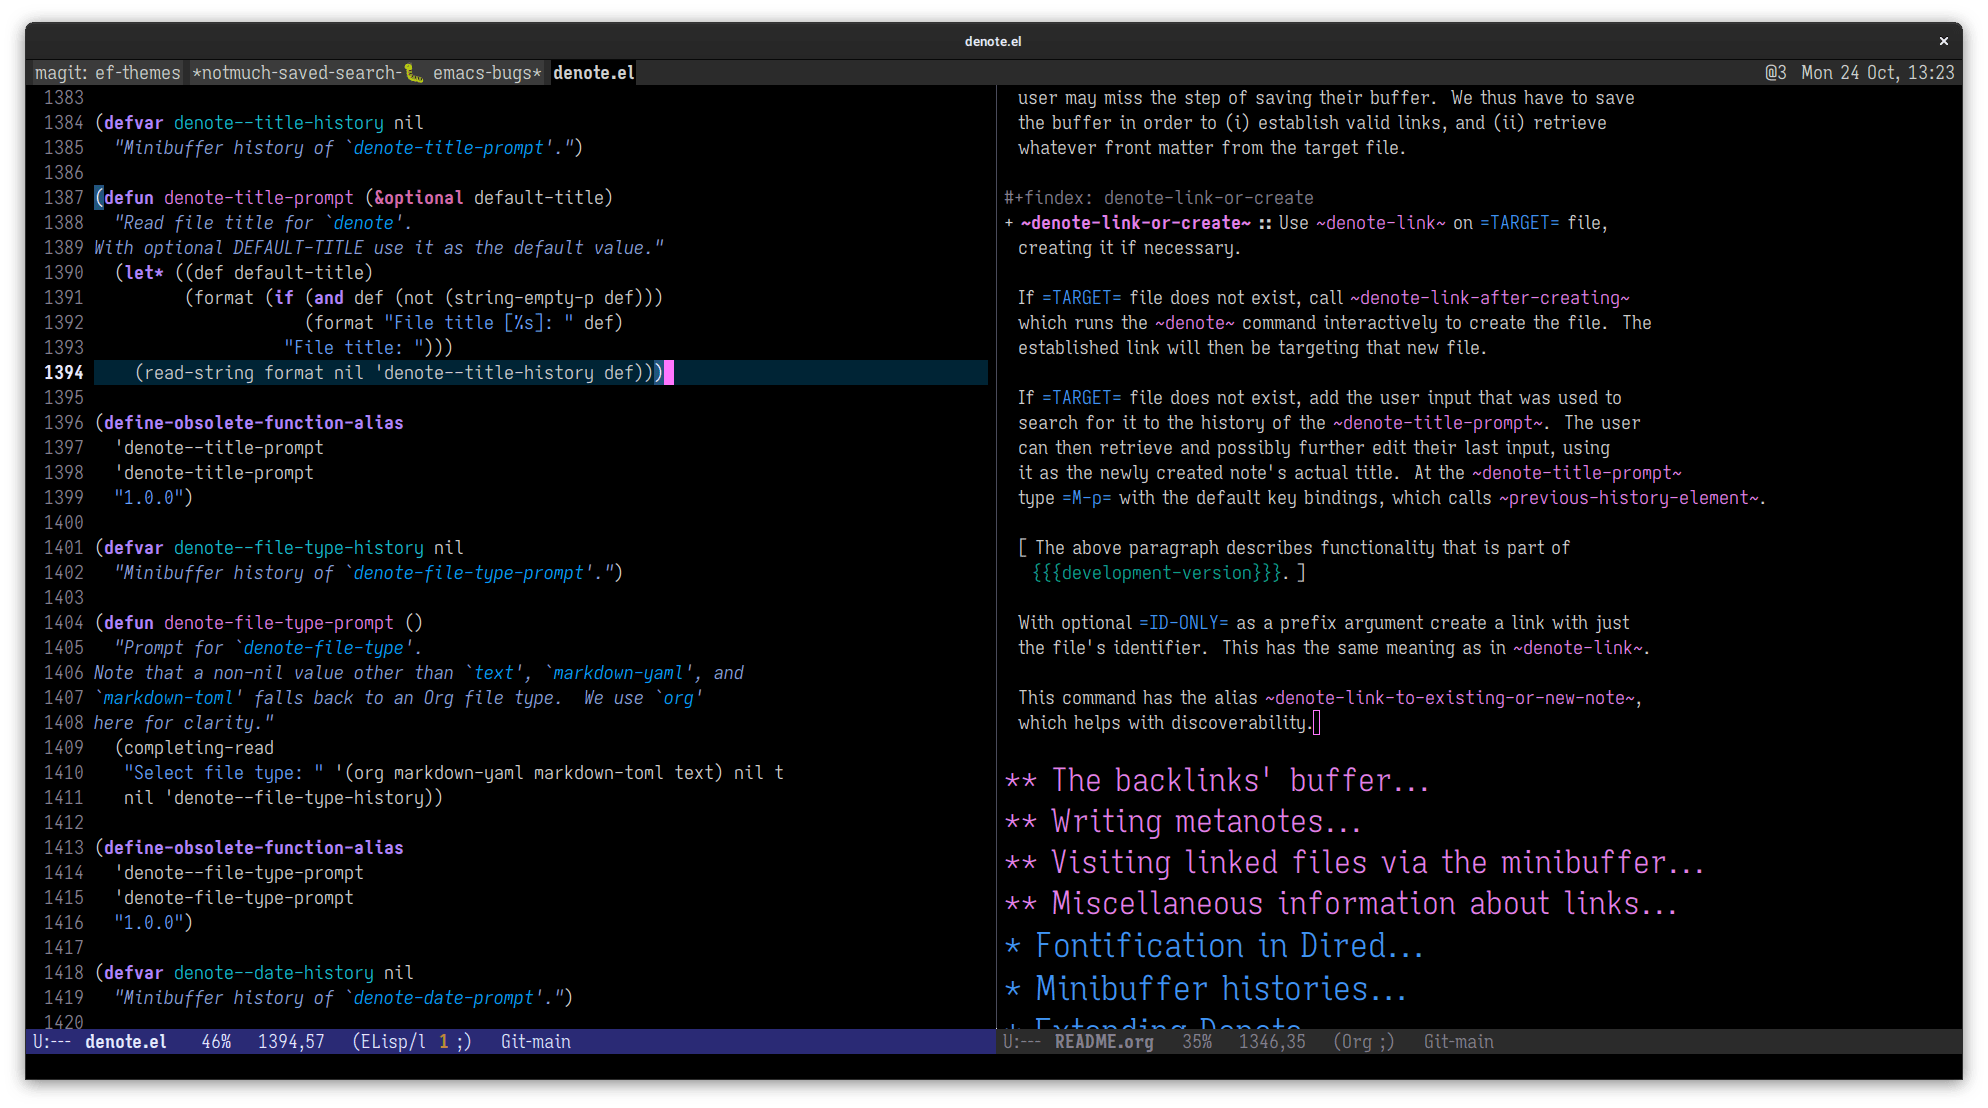 denote.el
×
magit: ef-themes *notmuch-saved-search-🐛 emacs-bugs* denote.el @3 Mon 24 Oct, 13:23
1383
1384 (defvar denote--title-history nil
1385   "Minibuffer history of `denote-title-prompt'.")
1386
1387 (defun denote-title-prompt (&optional default-title)
1388   "Read file title for `denote'.
1389 With optional DEFAULT-TITLE use it as the default value."
1390   (let* ((def default-title)
1391          (format (if (and def (not (string-empty-p def)))
1392                      (format "File title [%s]: " def)
1393                    "File title: ")))
1394     (read-string format nil 'denote--title-history def)))
1395
1396 (define-obsolete-function-alias
1397   'denote--title-prompt
1398   'denote-title-prompt
1399   "1.0.0")
1400
1401 (defvar denote--file-type-history nil
1402   "Minibuffer history of `denote-file-type-prompt'.")
1403
1404 (defun denote-file-type-prompt ()
1405   "Prompt for `denote-file-type'.
1406 Note that a non-nil value other than `text', `markdown-yaml', and
1407 `markdown-toml' falls back to an Org file type.  We use `org'
1408 here for clarity."
1409   (completing-read
1410    "Select file type: " '(org markdown-yaml markdown-toml text) nil t
1411    nil 'denote--file-type-history))
1412
1413 (define-obsolete-function-alias
1414   'denote--file-type-prompt
1415   'denote-file-type-prompt
1416   "1.0.0")
1417
1418 (defvar denote--date-history nil
1419   "Minibuffer history of `denote-date-prompt'.")
1420
U:--- denote.el 46% 1394,57 (ELisp/l 1 ;) Git-main
user may miss the step of saving their buffer.  We thus have to save
the buffer in order to (i) establish valid links, and (ii) retrieve
whatever front matter from the target file.
#+findex: denote-link-or-create
+ ~denote-link-or-create~ :: Use ~denote-link~ on =TARGET= file,
creating it if necessary.
If =TARGET= file does not exist, call ~denote-link-after-creating~
which runs the ~denote~ command interactively to create the file.  The
established link will then be targeting that new file.
If =TARGET= file does not exist, add the user input that was used to
search for it to the history of the ~denote-title-prompt~.  The user
can then retrieve and possibly further edit their last input, using
it as the newly created note's actual title.  At the ~denote-title-prompt~
type =M-p= with the default key bindings, which calls ~previous-history-element~.
[ The above paragraph describes functionality that is part of
{{{development-version}}}. ]
With optional =ID-ONLY= as a prefix argument create a link with just
the file's identifier.  This has the same meaning as in ~denote-link~.
This command has the alias ~denote-link-to-existing-or-new-note~,
which helps with discoverability.
** The backlinks' buffer...
** Writing metanotes...
** Visiting linked files via the minibuffer...
** Miscellaneous information about links...
* Fontification in Dired...
* Minibuffer histories...
* Extending Denote
U:--- README.org 35% 1346,35 (Org ;) Git-main